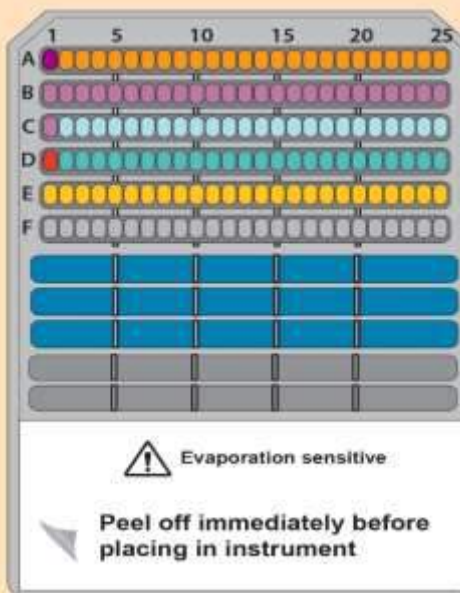 1 5 10 15 20 25
A
B
C
D
E
F
Evaporation sensitive
Peel off immediately before
placing in instrument